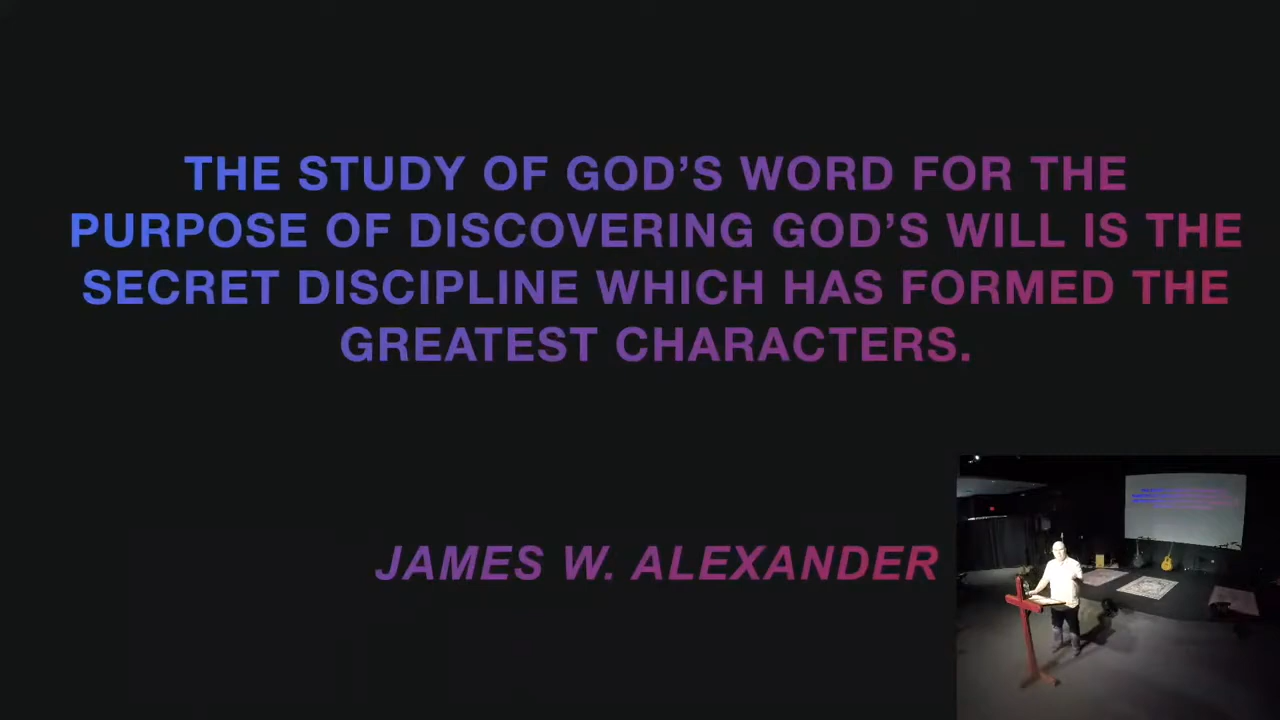 THE STUDY OF GOD’S WORD FOR THE
PURPOSE OF DISCOVERING GOD’S WILL IS THE
SECRET DISCIPLINE WHICH HAS FORMED THE
GREATEST CHARACTERS.
JAMES W. ALEXANDER